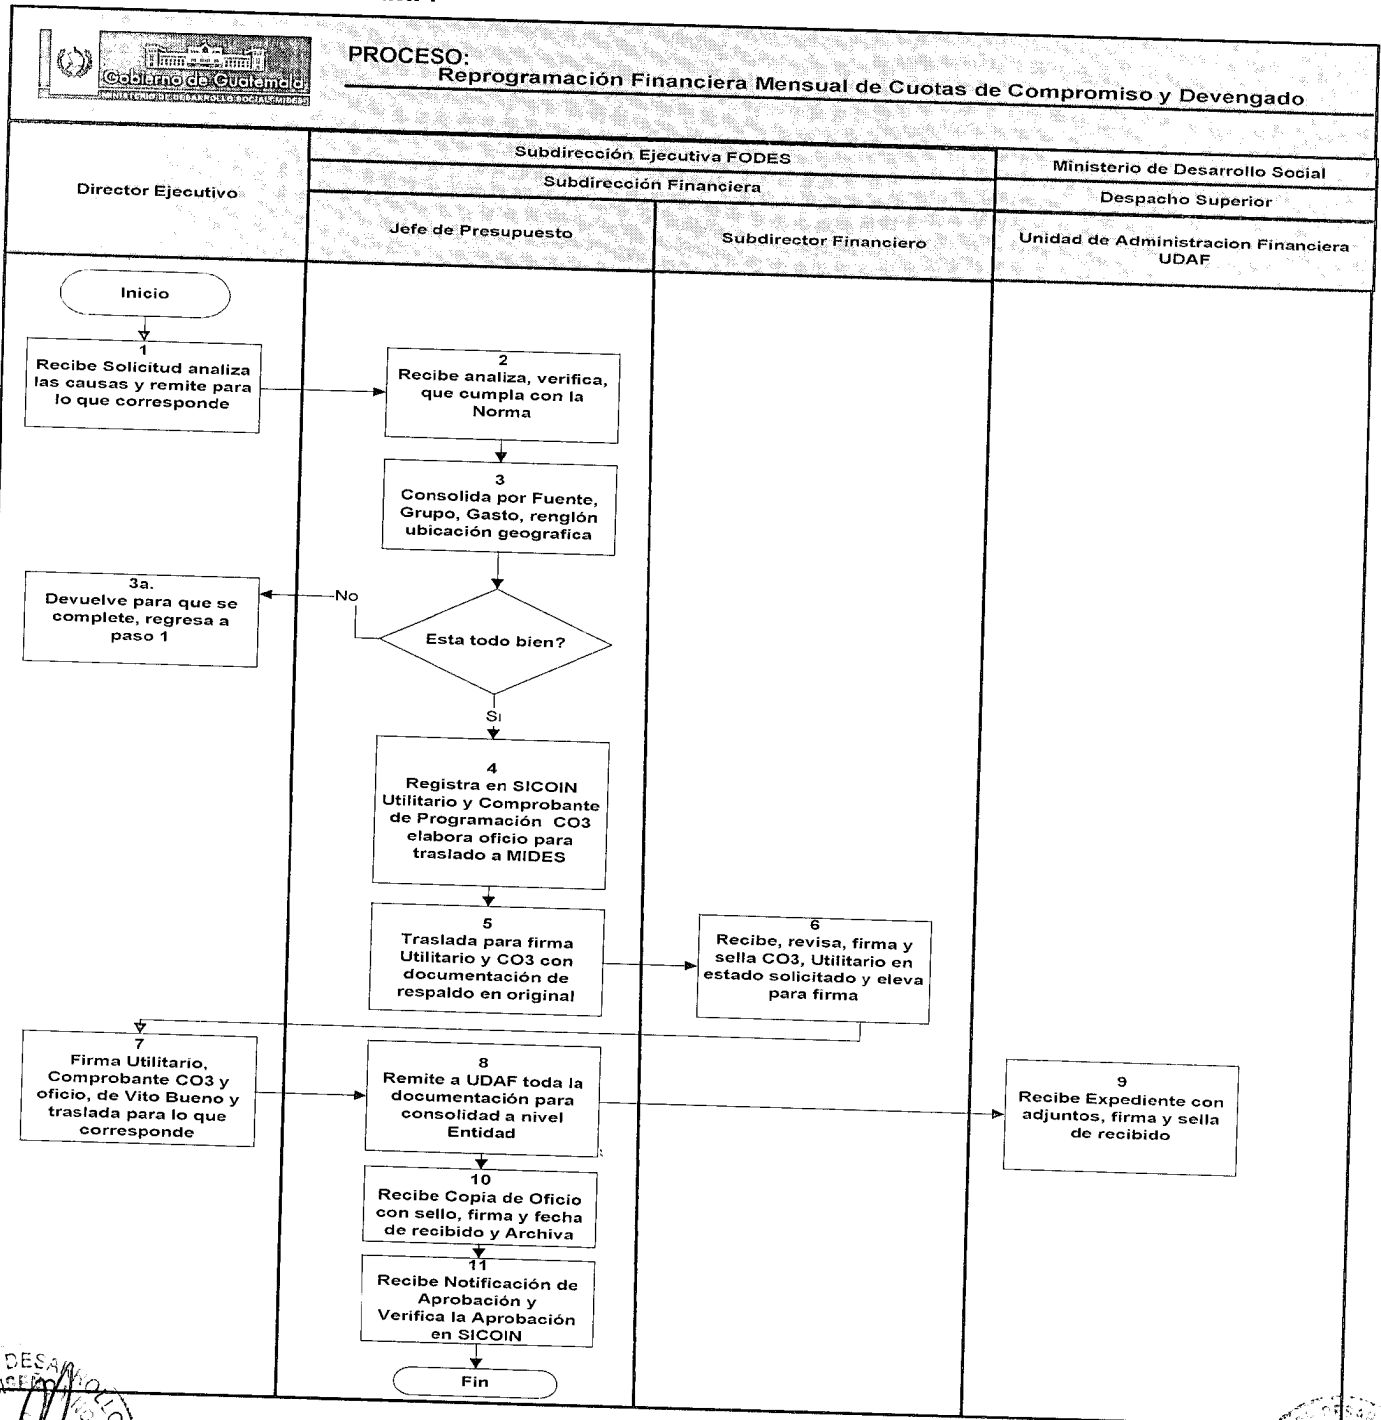 PROCESO:
Reprogramación Financiera Mensual de Cuotas de Compromiso y Devengado
Gobierno de Guatemala
MINISTERIO DE DESARROLLO SOCIAL-MIDES
Director Ejecutivo
Subdirección Ejecutiva FODES
Subdirección Financiera
Jefe de Presupuesto
Subdirector Financiero
Ministerio de Desarrollo Social
Despacho Superior
Unidad de Administracion Financiera
UDAF
Inicio
1
Recibe Solicitud analiza
las causas y remite para
lo que corresponde
2
Recibe analiza, verifica,
que cumpla con la
Norma
3
Consolida por Fuente,
Grupo, Gasto, renglón
ubicación geografica
3a.
Devuelve para que se
complete, regresa a
paso 1
No
Esta todo bien?
Si
4
Registra en SICOIN
Utilitario y Comprobante
de Programación CO3
elabora oficio para
traslado a MIDES
5
Traslada para firma
Utilitario y CO3 con
documentación de
respaldo en original
6
Recibe, revisa, firma y
sella CO3, Utilitario en
estado solicitado y eleva
para firma
7
Firma Utilitario,
Comprobante CO3 y
oficio, de Vito Bueno y
traslada para lo que
corresponde
8
Remite a UDAF toda la
documentación para
consolidad a nivel
Entidad
9
Recibe Expediente con
adjuntos, firma y sella
de recibido
10
Recibe Copia de Oficio
con sello, firma y fecha
de recibido y Archiva
11
Recibe Notificación de
Aprobación y
Verifica la Aprobación
en SICOIN
Fin